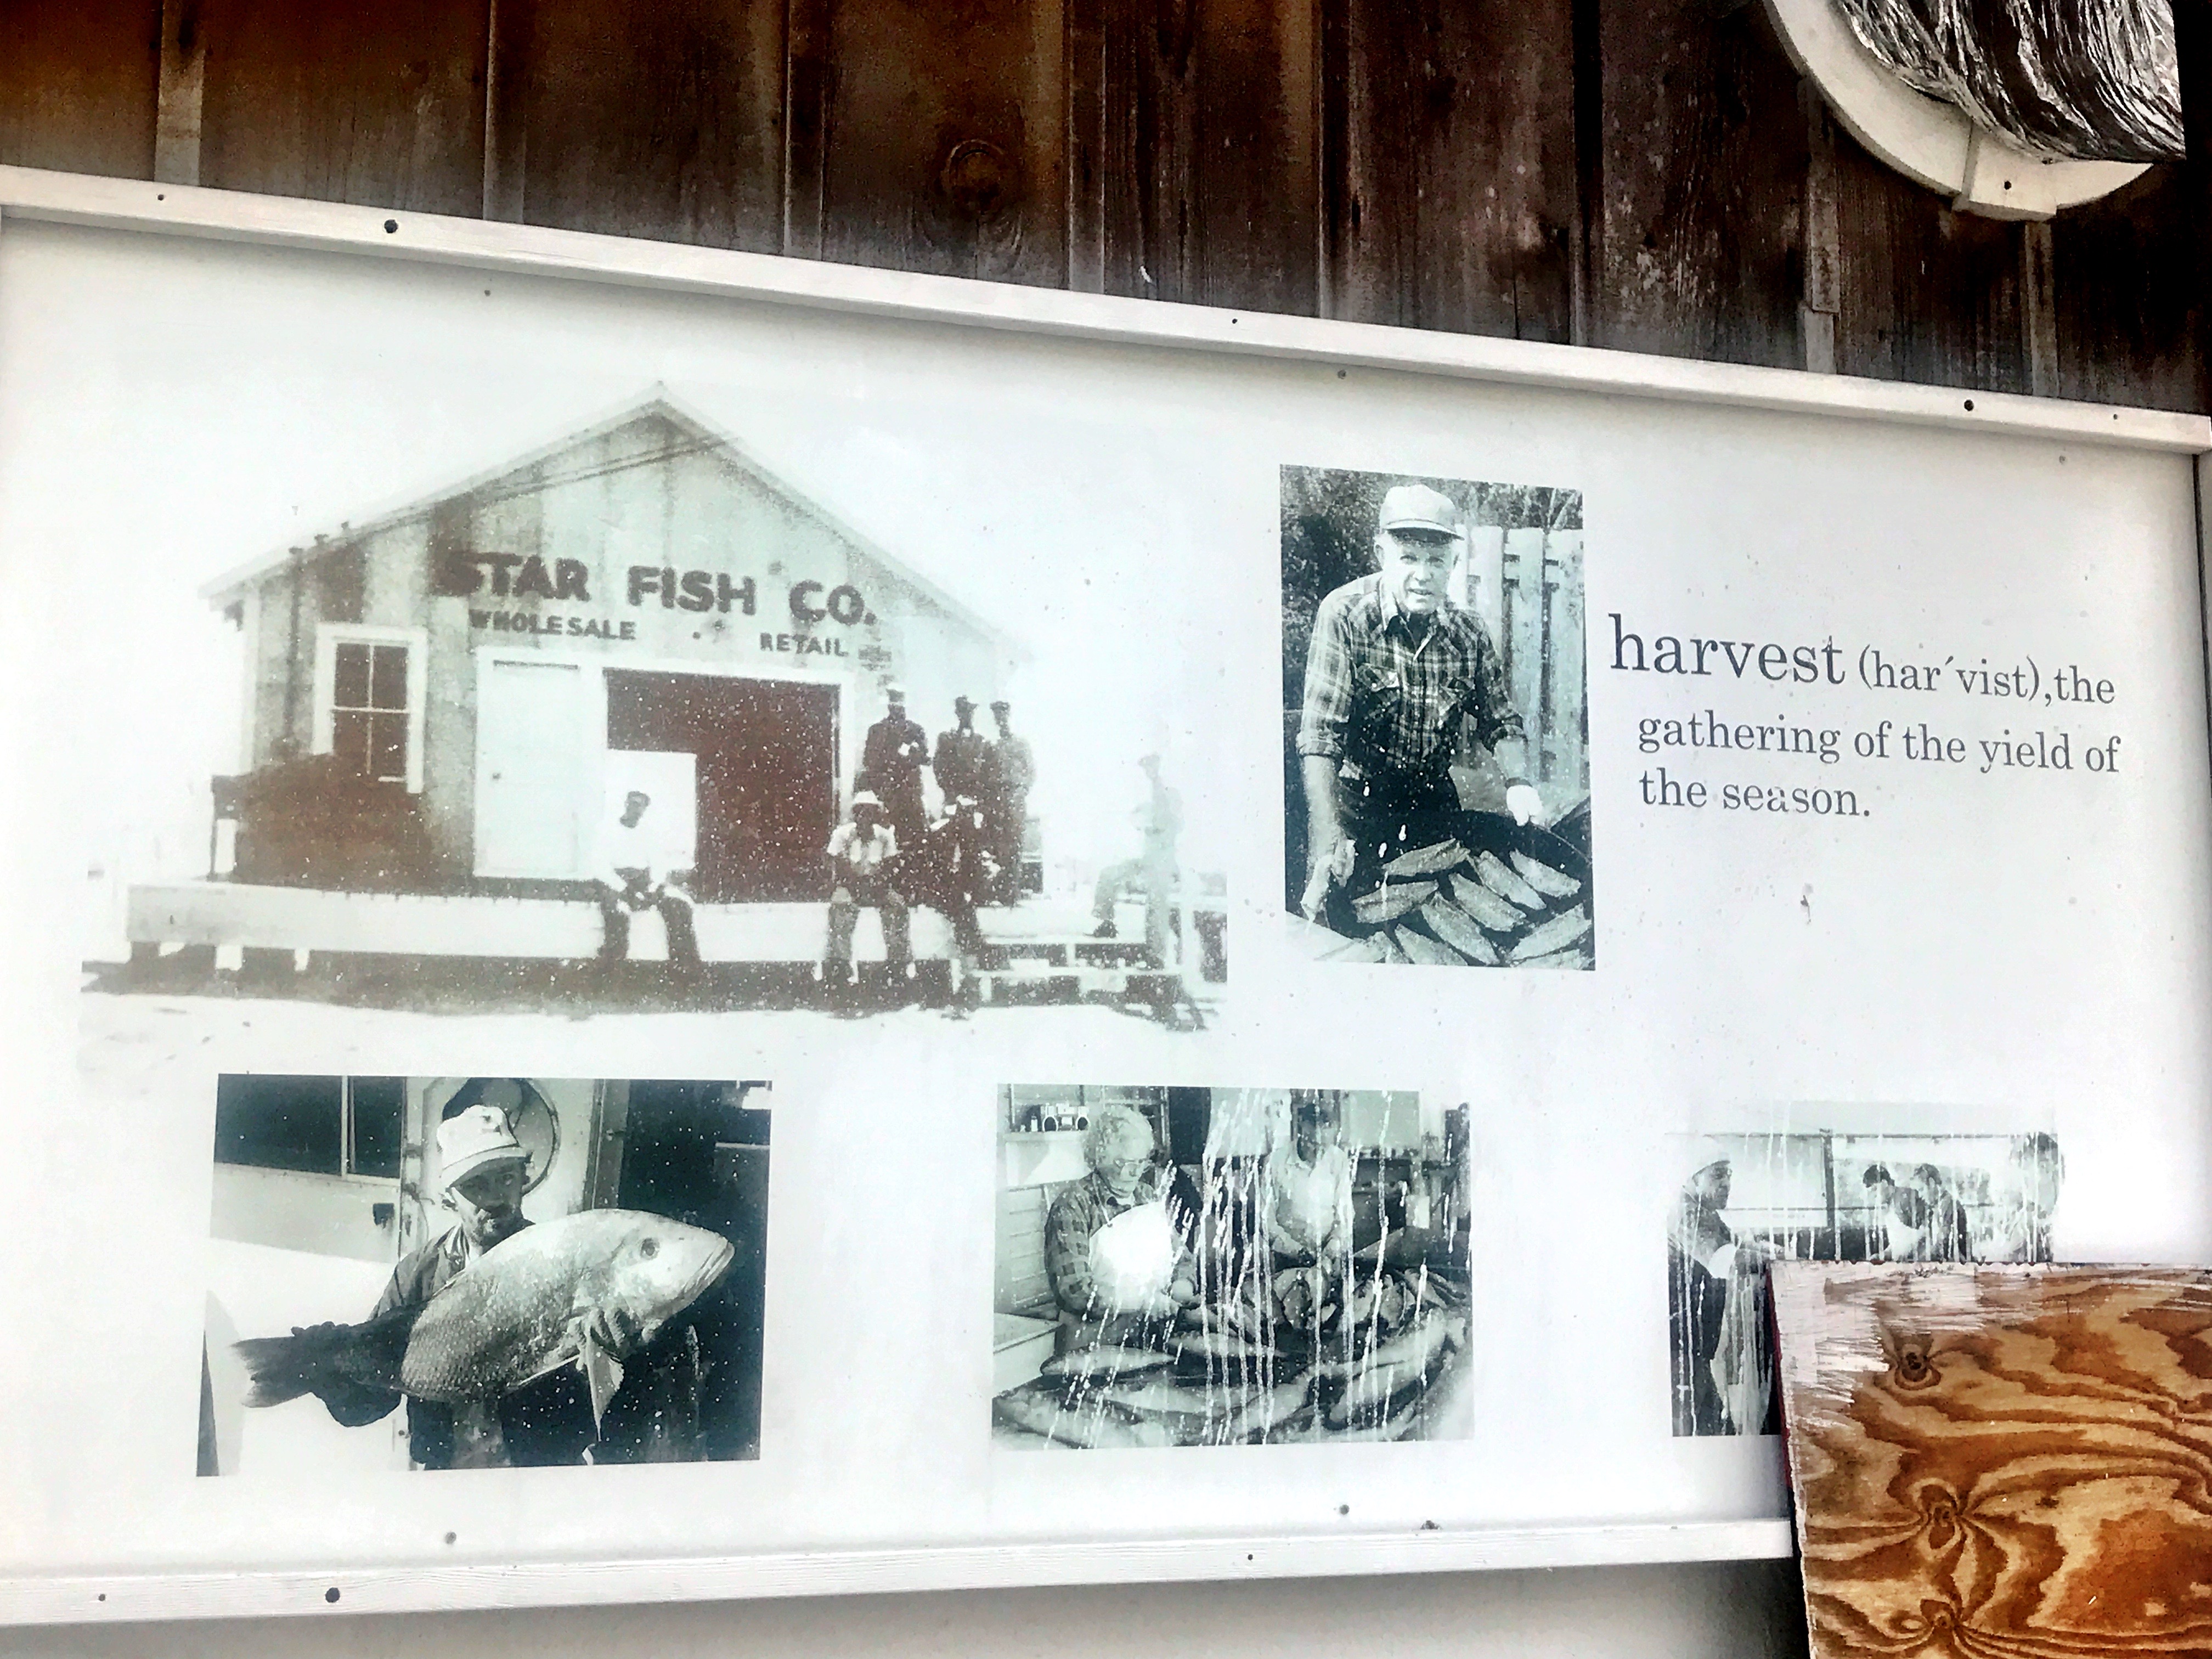 STAR FISH CO.
WHOLESALE . RETAIL
harvest (har´vist),the
gathering of the yield of
the season.